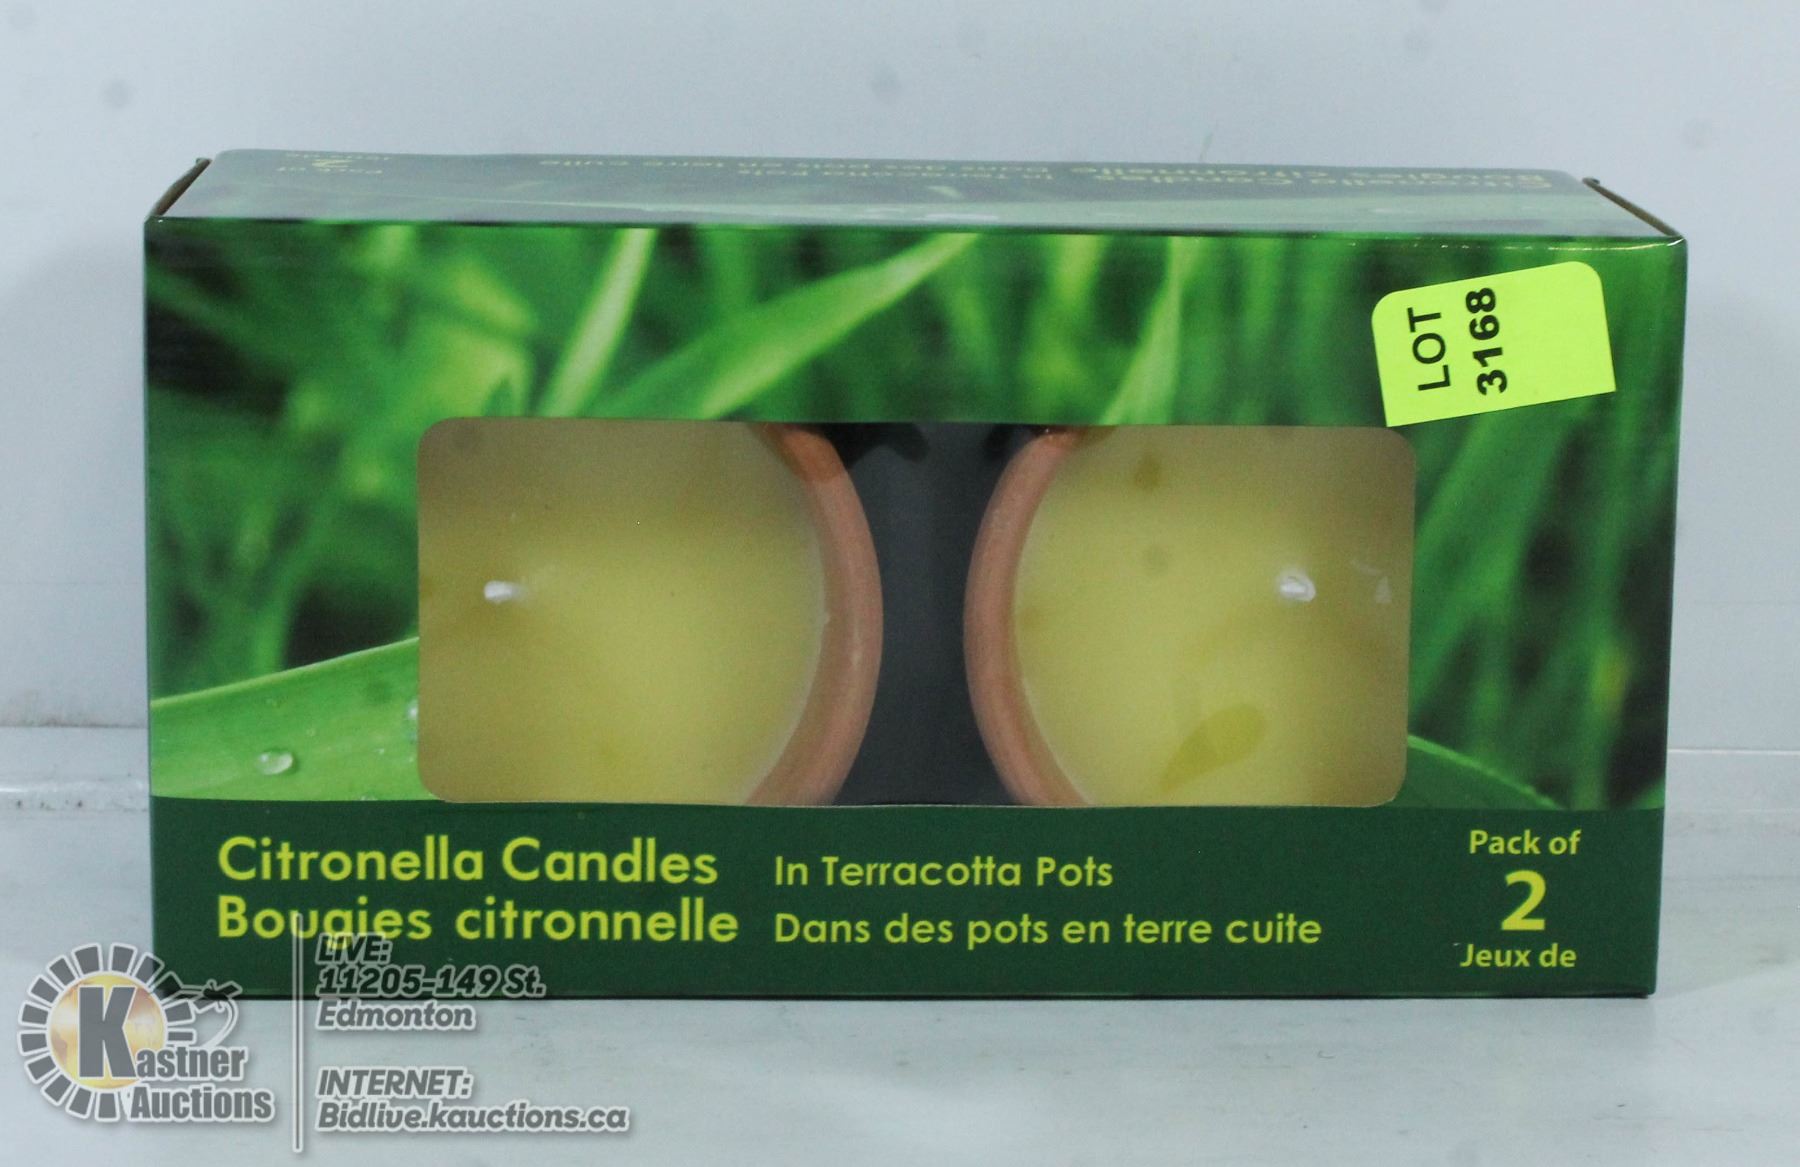 LOT
3168
Citronella Candles
Bougies citronnelle
In Terracotta Pots
Dans des pots en terre cuite
Pack of
2
Jeux de
Kastner
Auctions
LIVE:
11205-149 St.
Edmonton
INTERNET:
Bidlive.kauctions.ca